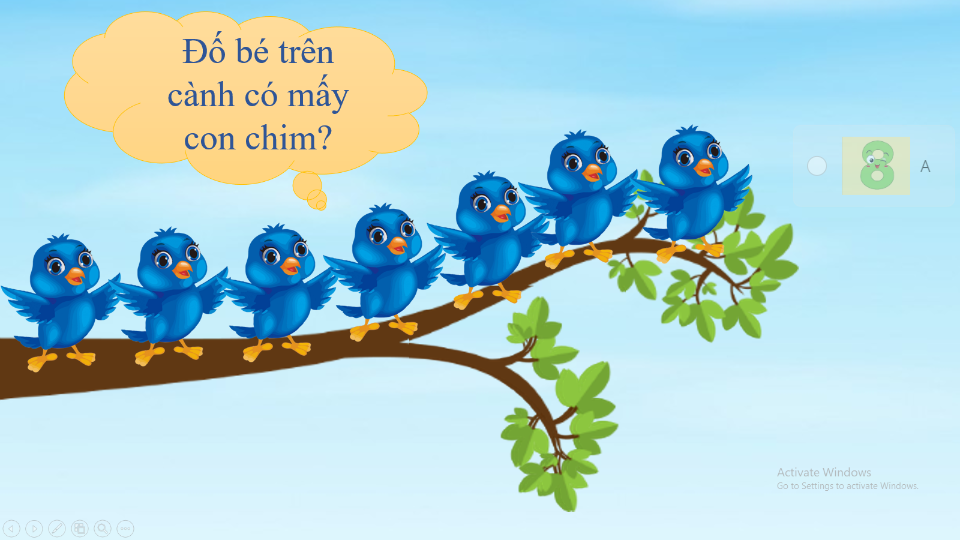 Đố bé trên
cành có mấy
con chim?
8
A
Activate Windows
Go to Settings to activate Windows.